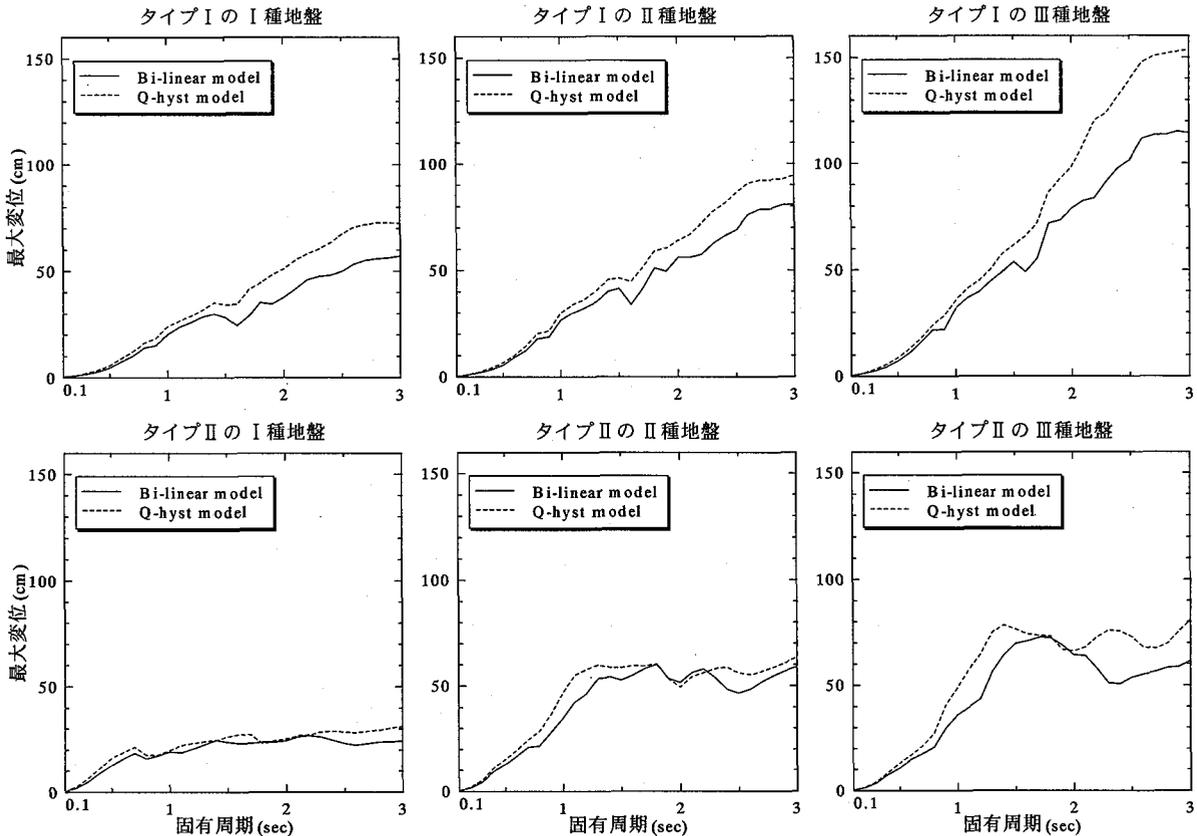 タイプⅠの Ⅰ種地盤
タイプⅠの Ⅱ種地盤
タイプⅠの Ⅲ種地盤
150
Bi-linear model
Q-hyst model
100
最大変位(cm)
50
0
0.1
1
2
3
150
Bi-linear model
Q-hyst model
100
50
0
0.1
1
2
3
150
Bi-linear model
Q-hyst model
100
50
0
0.1
1
2
3
タイプⅡの Ⅰ種地盤
タイプⅡの Ⅱ種地盤
タイプⅡの Ⅲ種地盤
150
Bi-linear model
Q-hyst model
100
最大変位(cm)
50
0
0.1
1
2
3
固有周期(sec)
150
Bi-linear model
Q-hyst model
100
50
0
0.1
1
2
3
固有周期(sec)
150
Bi-linear model
Q-hyst model
100
50
0
0.1
1
2
3
固有周期(sec)